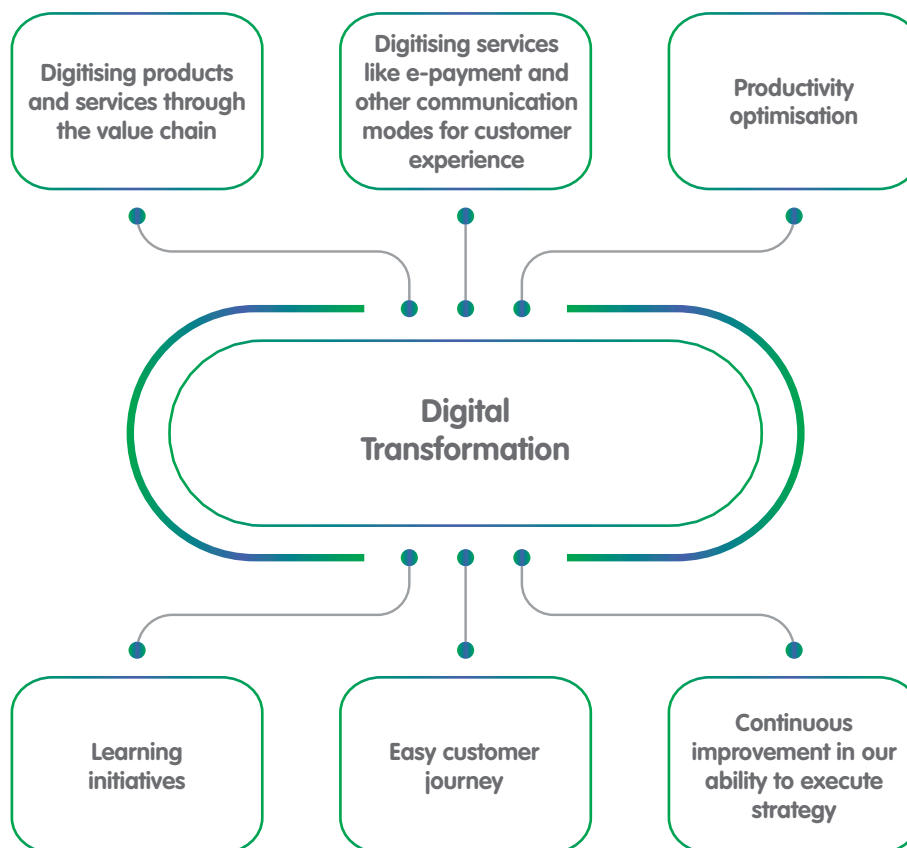 Digitising products
and services through
the value chain
Digitising services
like e-payment and
other communication
modes for customer
experience
Productivity
optimisation
Digital
Transformation
Learning
initiatives
Easy customer
journey
Continuous
improvement in our
ability to execute
strategy